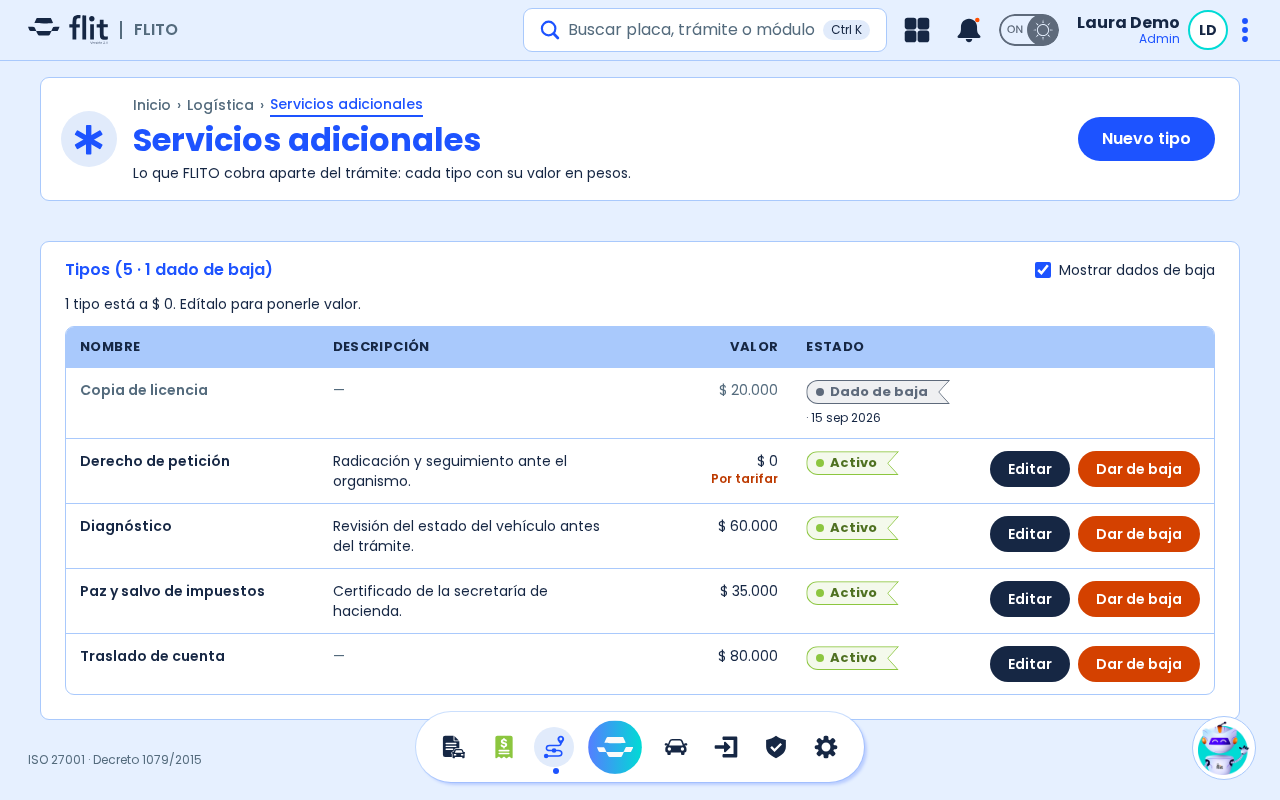 flit | FLITO
Buscar placa, trámite o módulo Ctrl K
ON
Laura Demo
Admin
LD
Inicio › Logística › Servicios adicionales
Servicios adicionales
Lo que FLITO cobra aparte del trámite: cada tipo con su valor en pesos.
Nuevo tipo
Tipos (5 · 1 dado de baja)
Mostrar dados de baja
1 tipo está a $ 0. Edítalo para ponerle valor.
NOMBRE DESCRIPCIÓN VALOR ESTADO
Copia de licencia — $ 20.000 Dado de baja
· 15 sep 2026
Derecho de petición Radicación y seguimiento ante el organismo. $ 0 Por tarifar Activo Editar Dar de baja
Diagnóstico Revisión del estado del vehículo antes del trámite. $ 60.000 Activo Editar Dar de baja
Paz y salvo de impuestos Certificado de la secretaría de hacienda. $ 35.000 Activo Editar Dar de baja
Traslado de cuenta — $ 80.000 Activo Editar Dar de baja
ISO 27001 · Decreto 1079/2015